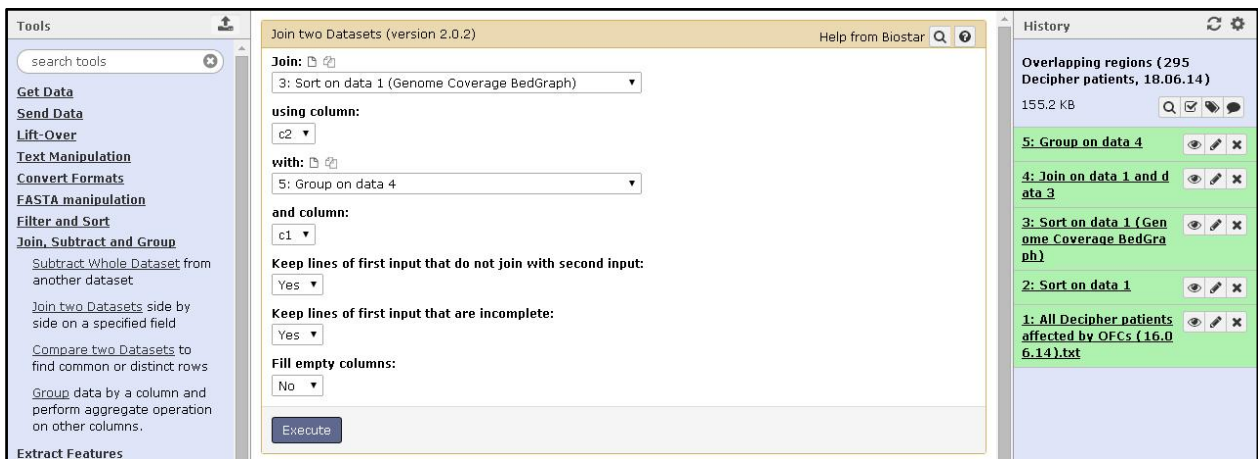 Tools
search tools
Get Data
Send Data
Lift-Over
Text Manipulation
Convert Formats
FASTA manipulation
Filter and Sort
Join, Subtract and Group
Subtract Whole Dataset from
another dataset
Join two Datasets side by
side on a specified field
Compare two Datasets to
find common or distinct rows
Group data by a column and
perform aggregate operation
on other columns.
Extract Features
Join two Datasets (version 2.0.2)
Help from Biostar
Join:
3: Sort on data 1 (Genome Coverage BedGraph)
using column:
c2
with:
5: Group on data 4
and column:
c1
Keep lines of first input that do not join with second input:
Yes
Keep lines of first input that are incomplete:
Yes
Fill empty columns:
No
Execute
History
Overlapping regions (295
Decipher patients, 18.06.14)
155.2 KB
5: Group on data 4
4: Join on data 1 and d
ata 3
3: Sort on data 1 (Gen
ome Coverage BedGra
ph)
2: Sort on data 1
1: All Decipher patients
affected by OFCs (16.0
6.14).txt